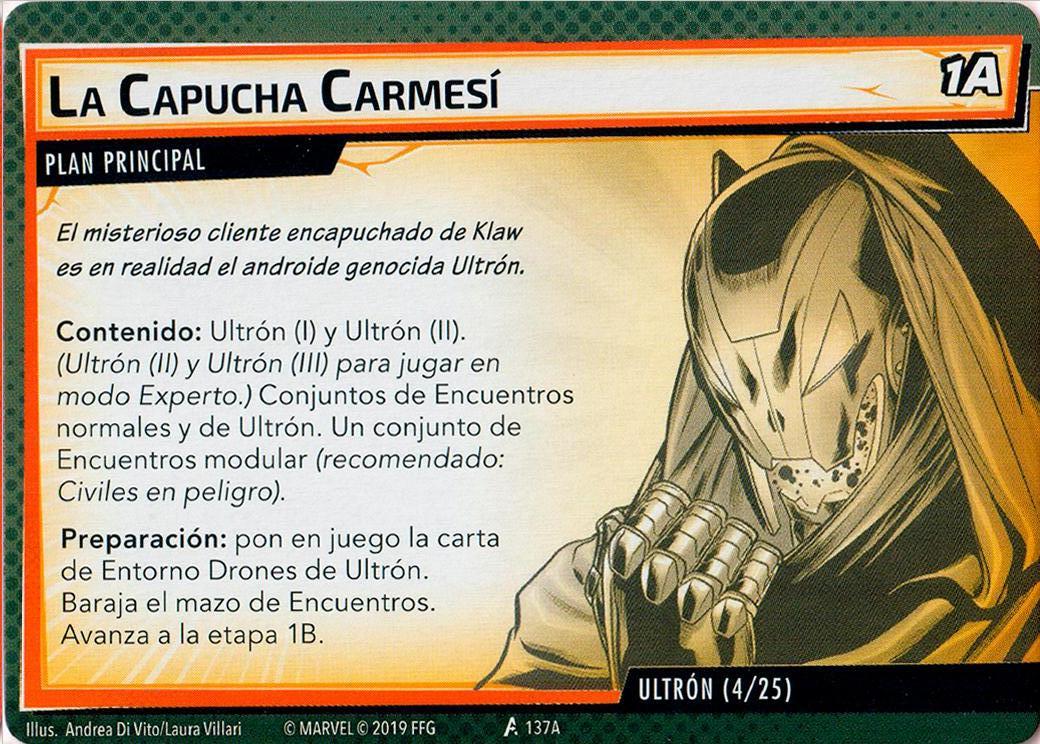 La Capucha Carmesí
1A
PLAN PRINCIPAL
El misterioso cliente encapuchado de Klaw
es en realidad el androide genocida Ultrón.
Contenido: Ultrón (I) y Ultrón (II).
(Ultrón (II) y Ultrón (III) para jugar en
modo Experto.) Conjuntos de Encuentros
normales y de Ultrón. Un conjunto de
Encuentros modular (recomendado:
Civiles en peligro).
Preparación: pon en juego la carta
de Entorno Drones de Ultrón.
Baraja el mazo de Encuentros.
Avanza a la etapa 1B.
ULTRÓN (4/25)
Illus. Andrea Di Vito/Laura Villari
© MARVEL © 2019 FFG
137A